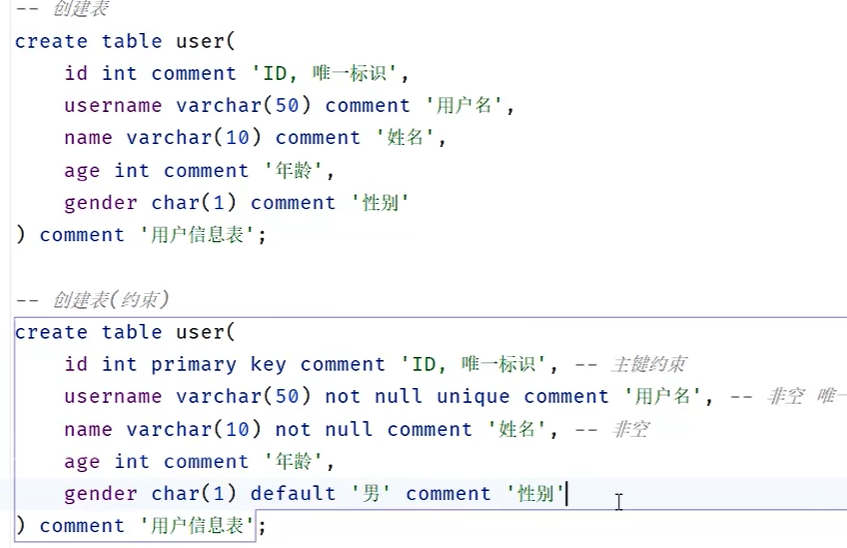 -- 创建表
create table user(
    id int comment 'ID, 唯一标识',
    username varchar(50) comment '用户名',
    name varchar(10) comment '姓名',
    age int comment '年龄',
    gender char(1) comment '性别'
) comment '用户信息表';
-- 创建表(约束)
create table user(
    id int primary key comment 'ID, 唯一标识', -- 主键约束
    username varchar(50) not null unique comment '用户名', -- 非空 唯一
    name varchar(10) not null comment '姓名', -- 非空
    age int comment '年龄',
    gender char(1) default '男' comment '性别'
) comment '用户信息表';